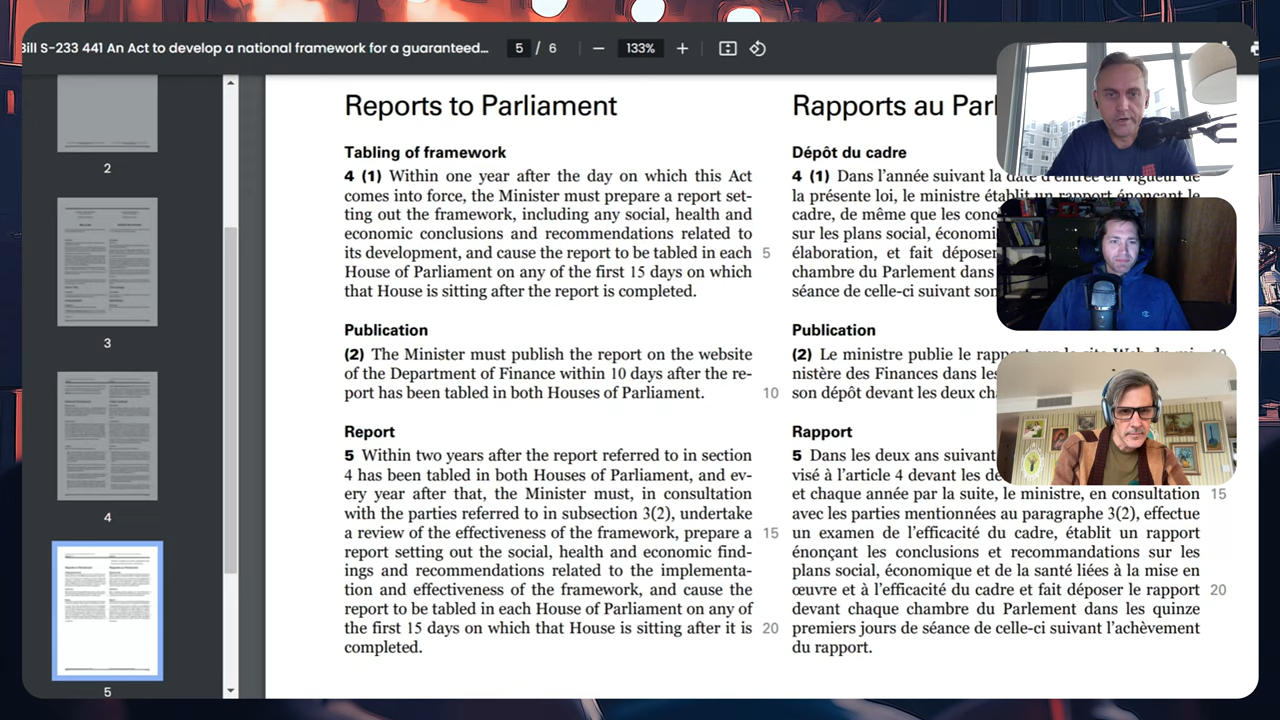 Bill S-233 441 An Act to develop a national framework for a guaranteed...
5 / 6
133%
2
3
4
5
Reports to Parliament
Tabling of framework
4 (1) Within one year after the day on which this Act
comes into force, the Minister must prepare a report set-
ting out the framework, including any social, health and
economic conclusions and recommendations related to
its development, and cause the report to be tabled in each 5
House of Parliament on any of the first 15 days on which
that House is sitting after the report is completed.
Publication
(2) The Minister must publish the report on the website
of the Department of Finance within 10 days after the re-
port has been tabled in both Houses of Parliament. 10
Report
5 Within two years after the report referred to in section
4 has been tabled in both Houses of Parliament, and ev-
ery year after that, the Minister must, in consultation
with the parties referred to in subsection 3(2), undertake
a review of the effectiveness of the framework, prepare a 15
report setting out the social, health and economic find-
ings and recommendations related to the implementa-
tion and effectiveness of the framework, and cause the
report to be tabled in each House of Parliament on any of
the first 15 days on which that House is sitting after it is 20
completed.
Rapports au Parl
Dépôt du cadre
4 (1) Dans l'année suivant la date d'entrée en vigueur de
la présente loi, le ministre établit un rapport énonçant le
cadre, de même que les conc
sur les plans social, économi
élaboration, et fait déposer
chambre du Parlement dans
séance de celle-ci suivant son
Publication
(2) Le ministre publie le rapport sur le site Web du mi- 10
nistère des Finances dans les
son dépôt devant les deux ch
Rapport
5 Dans les deux ans suivant
visé à l'article 4 devant les de
et chaque année par la suite, le ministre, en consultation 15
avec les parties mentionnées au paragraphe 3(2), effectue
un examen de l'efficacité du cadre, établit un rapport
énonçant les conclusions et recommandations sur les
plans social, économique et de la santé liées à la mise en
œuvre et à l'efficacité du cadre et fait déposer le rapport 20
devant chaque chambre du Parlement dans les quinze
premiers jours de séance de celle-ci suivant l'achèvement
du rapport.